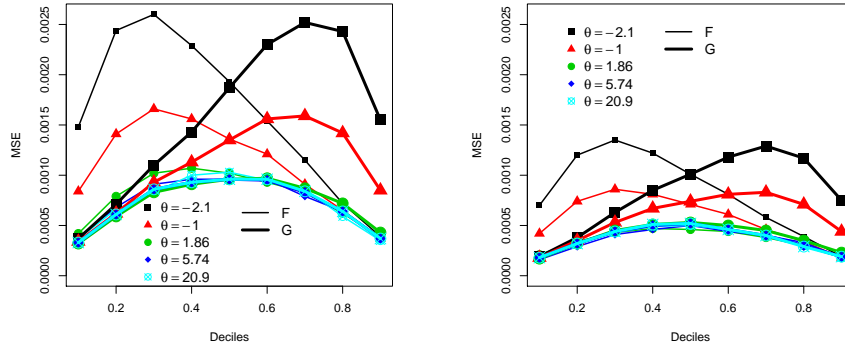 MSE
0.0025
0.0020
0.0015
0.0010
0.0005
0.0000
0.2
0.4
0.6
0.8
Deciles
θ = −2.1
θ = −1
θ = 1.86
θ = 5.74
θ = 20.9
F
G
MSE
0.0025
0.0020
0.0015
0.0010
0.0005
0.0000
0.2
0.4
0.6
0.8
Deciles
θ = −2.1
θ = −1
θ = 1.86
θ = 5.74
θ = 20.9
F
G